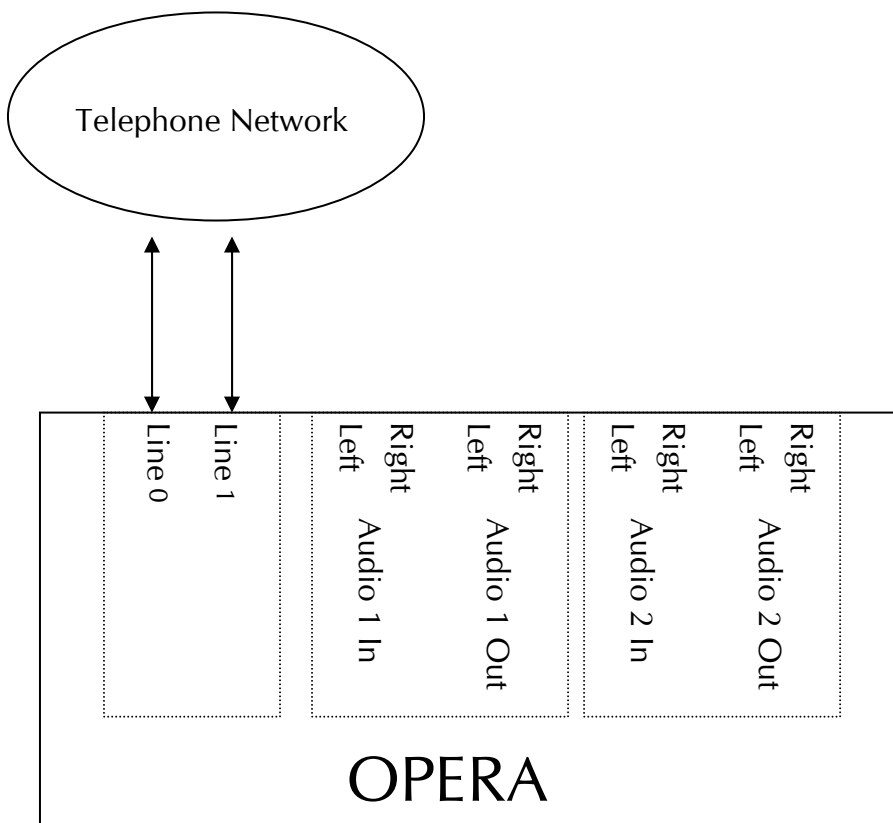 Telephone Network
Line 0
Line 1
Left
Right
Audio 1 In
Left
Right
Audio 1 Out
Left
Right
Audio 2 In
Left
Right
Audio 2 Out
OPERA